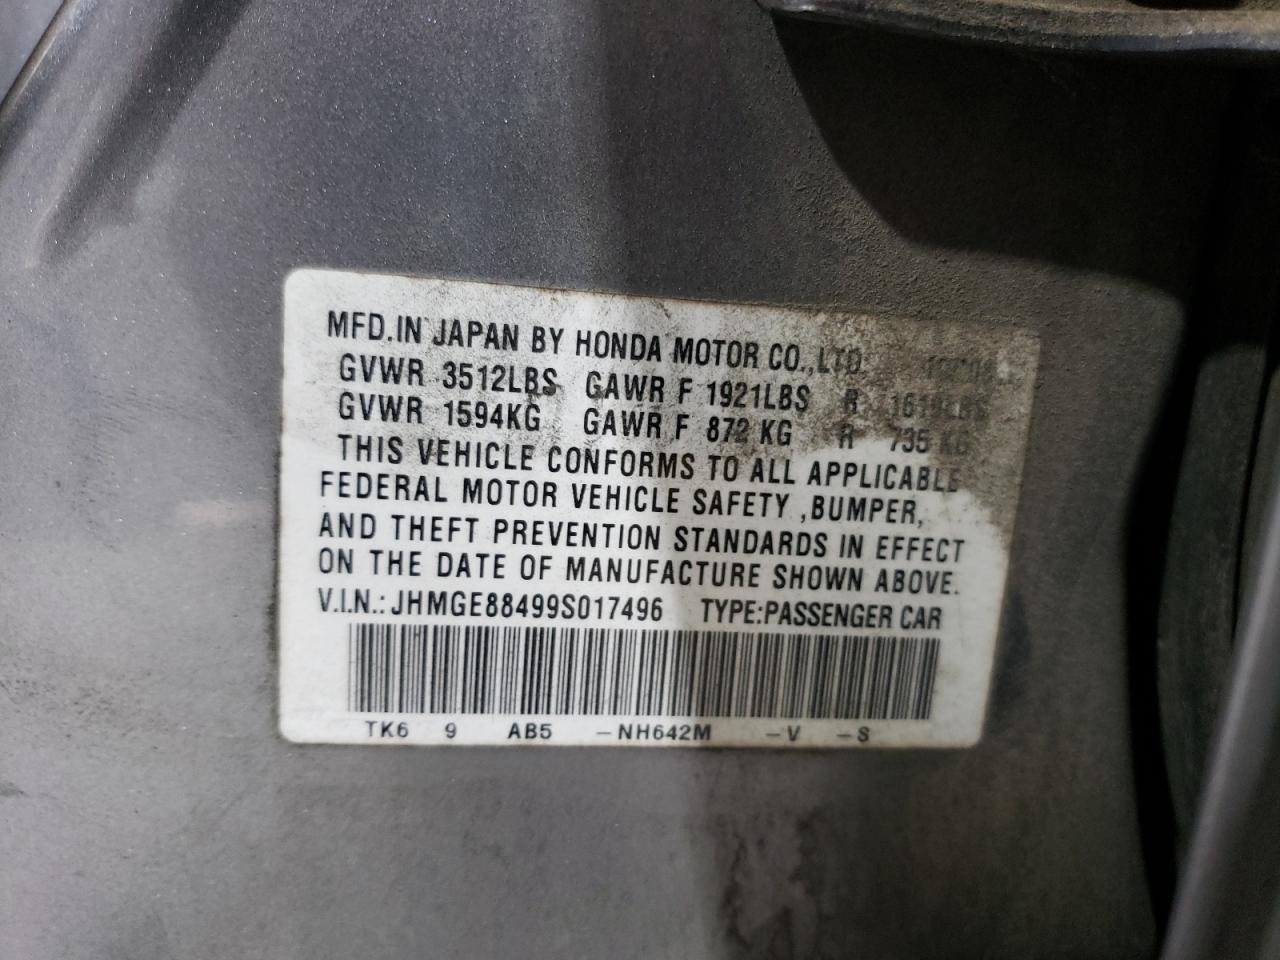 MFD.IN JAPAN BY HONDA MOTOR CO.,LTD.
GVWR 3512LBS GAWR F 1921LBS R 1619LBS
GVWR 1594KG GAWR F 872 KG R 735 KG
THIS VEHICLE CONFORMS TO ALL APPLICABLE
FEDERAL MOTOR VEHICLE SAFETY ,BUMPER,
AND THEFT PREVENTION STANDARDS IN EFFECT
ON THE DATE OF MANUFACTURE SHOWN ABOVE.
V.I.N.: JHMGE88499S017496 TYPE:PASSENGER CAR
TK6 9 AB5 -NH642M -V -S